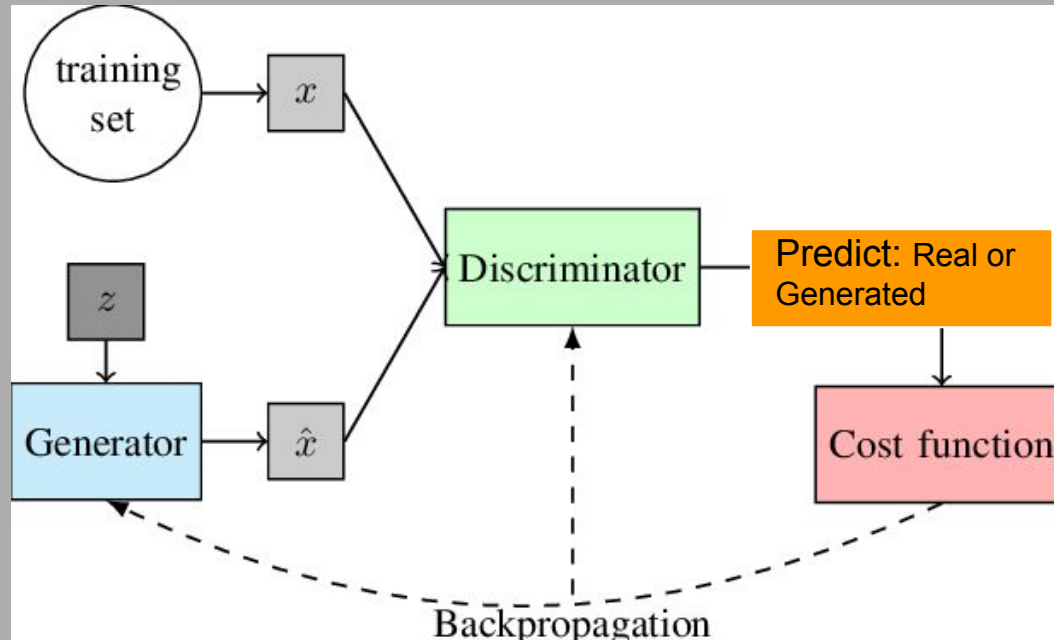 training
set
x
z
Discriminator
Predict: Real or
Generated
Generator
x̂
Cost function
Backpropagation